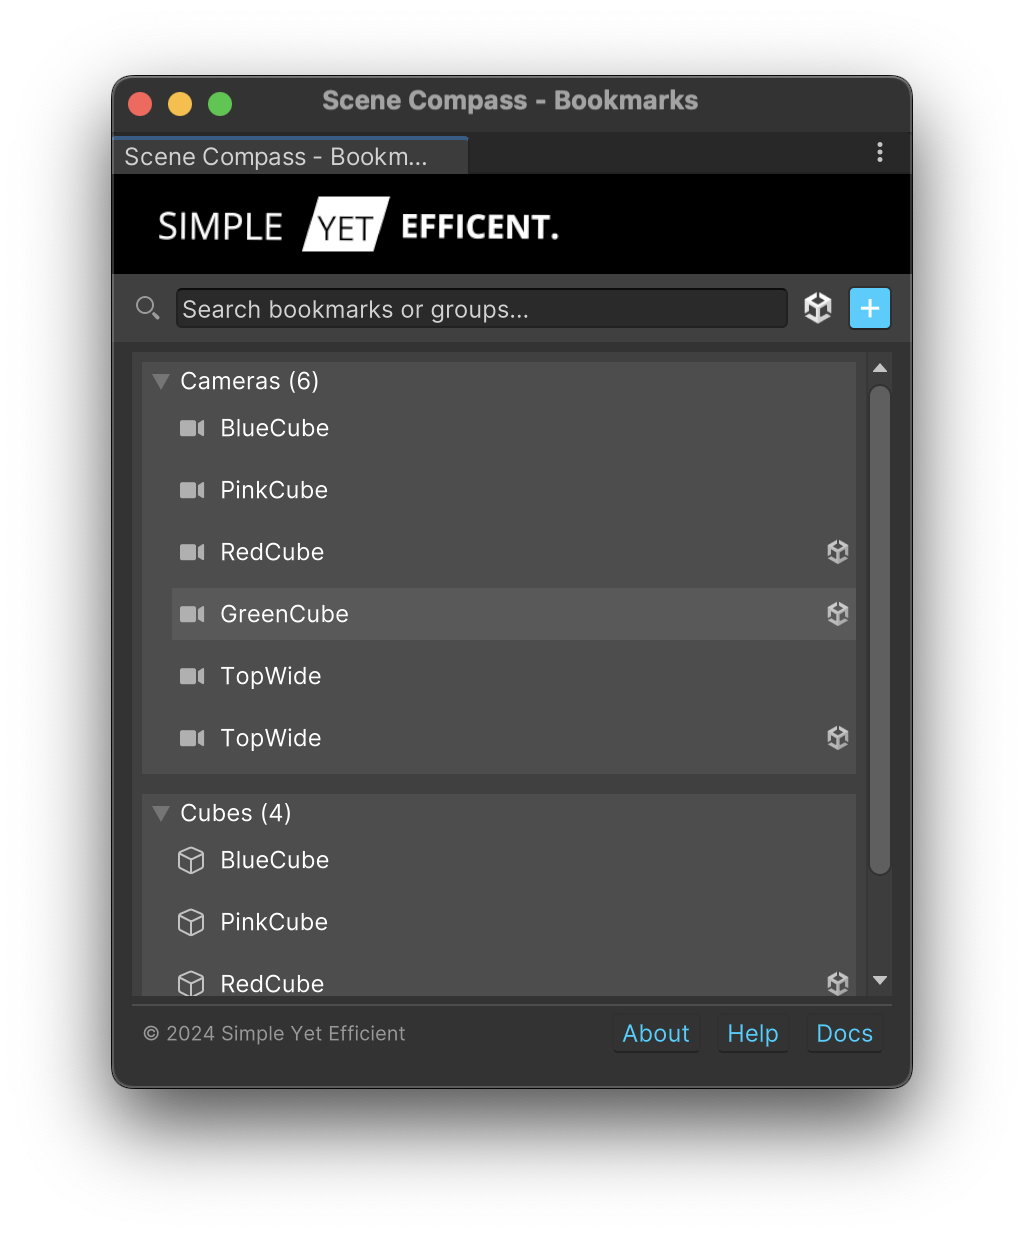 Scene Compass - Bookmarks
Scene Compass - Bookm...
SIMPLE YET EFFICENT.
Search bookmarks or groups...
Cameras (6)
BlueCube
PinkCube
RedCube
GreenCube
TopWide
TopWide
Cubes (4)
BlueCube
PinkCube
RedCube
© 2024 Simple Yet Efficient About Help Docs